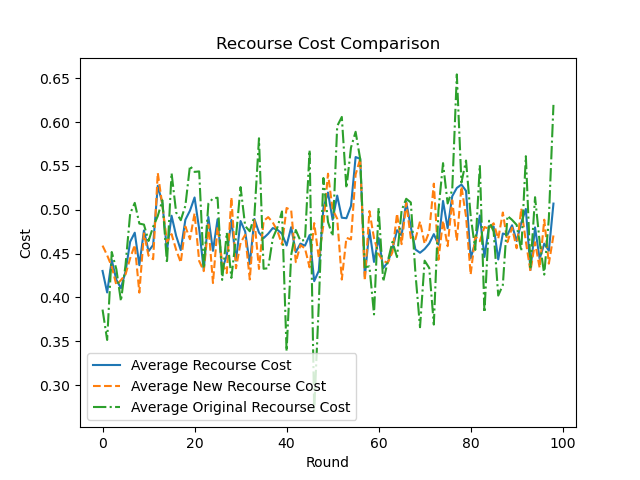 Recourse Cost Comparison
0.65
0.60
0.55
0.50
0.45
0.40
0.35
0.30
Cost
Average Recourse Cost
Average New Recourse Cost
Average Original Recourse Cost
0 20 40 60 80 100
Round